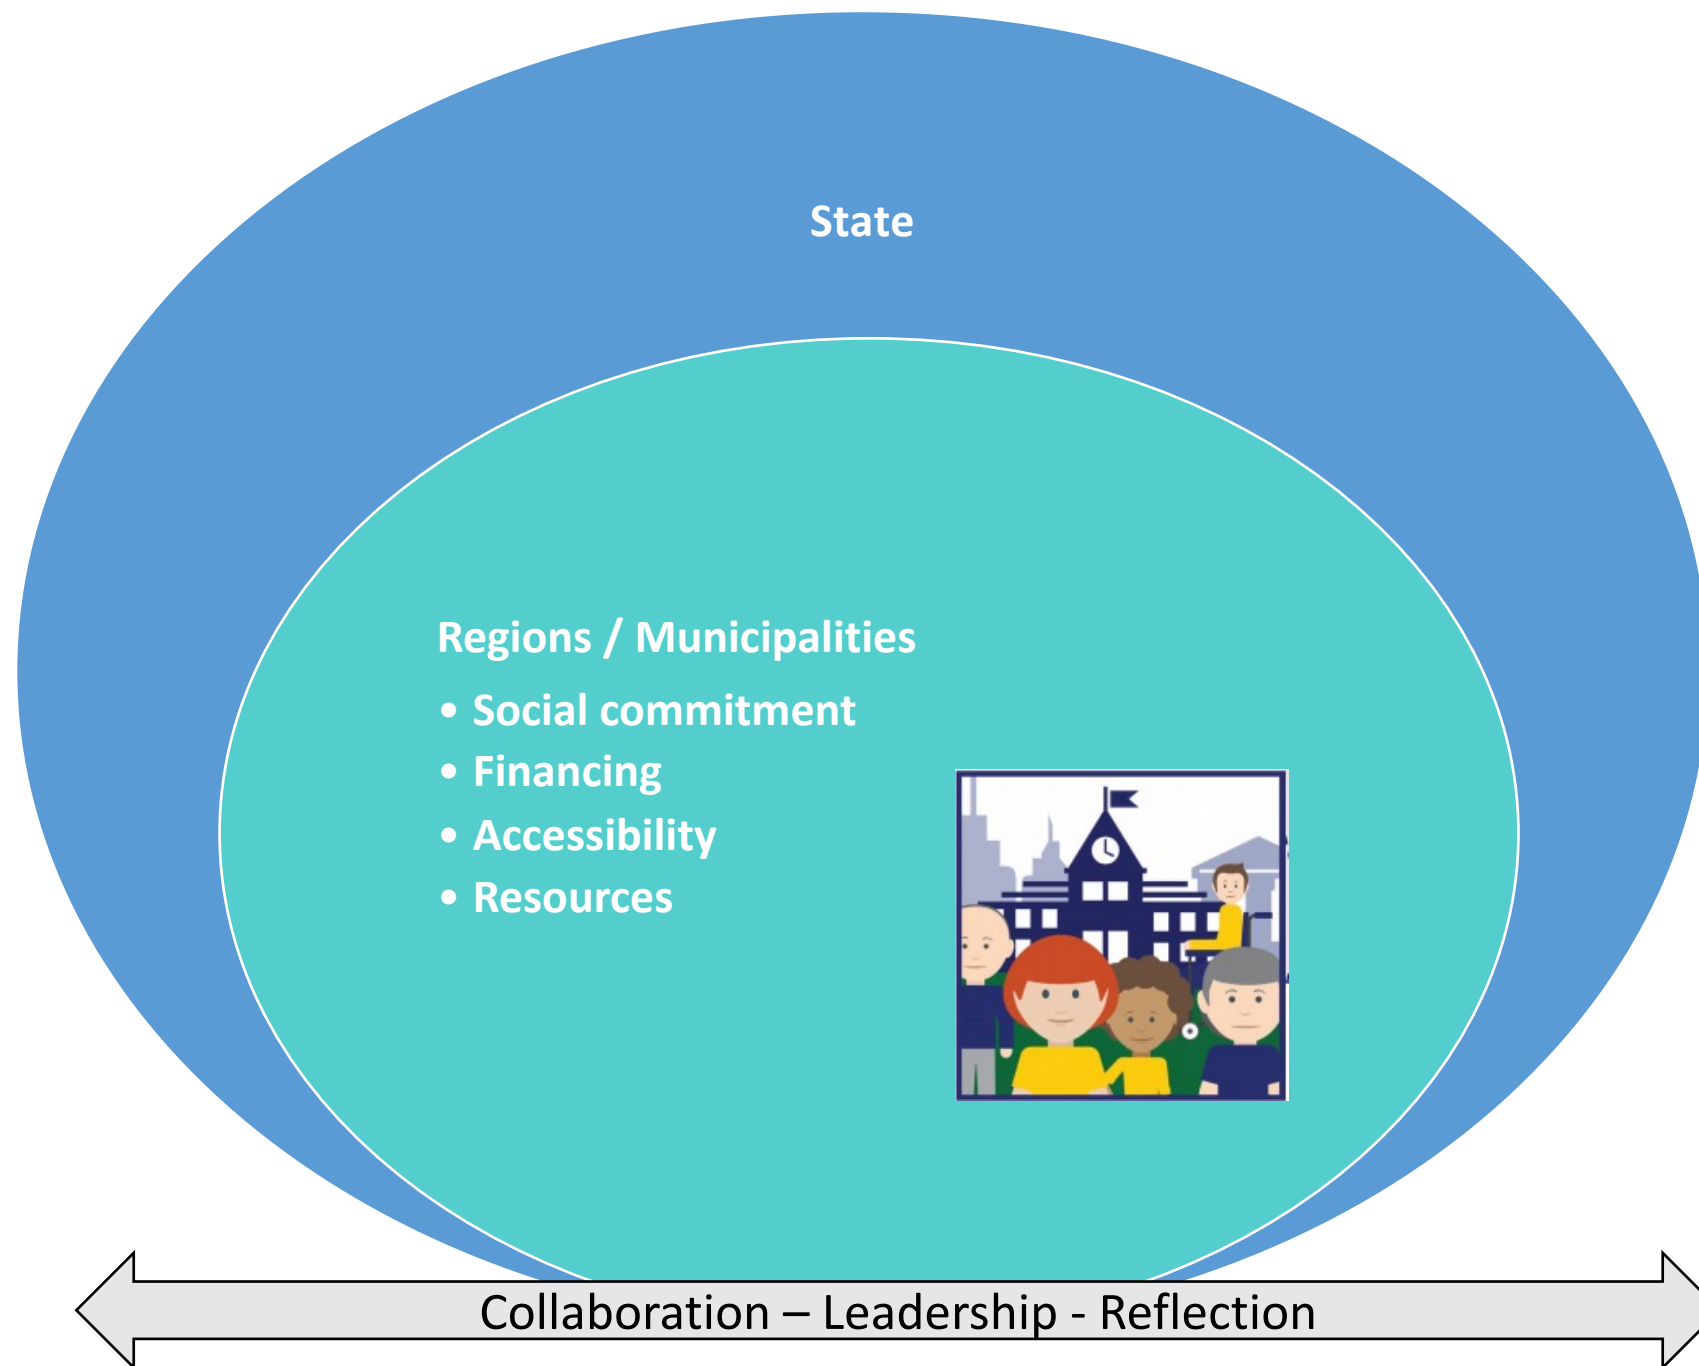 State
Regions / Municipalities
• Social commitment
• Financing
• Accessibility
• Resources
Collaboration – Leadership - Reflection